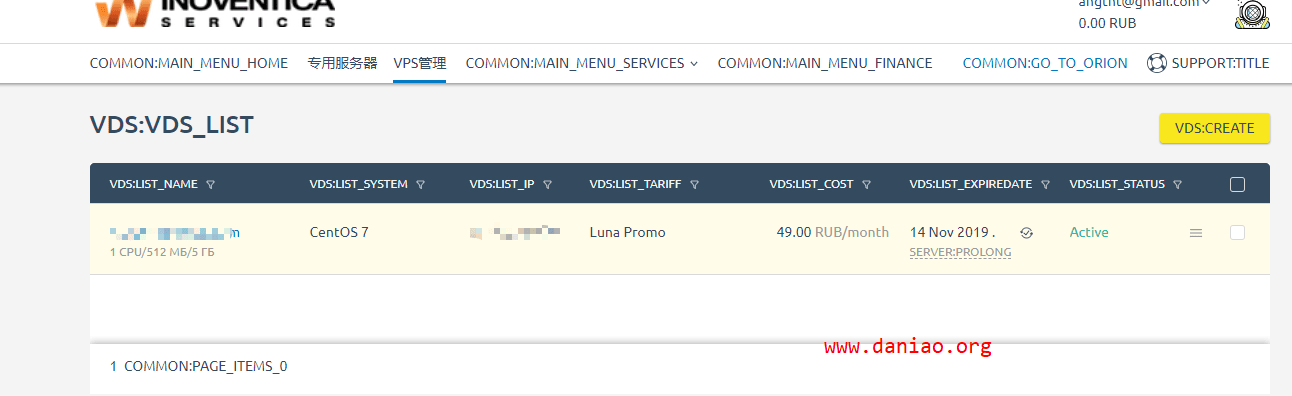 INOVENTICA
SERVICES
angtht@gmail.com
0.00 RUB
COMMON:MAIN_MENU_HOME 专用服务器 VPS管理 COMMON:MAIN_MENU_SERVICES COMMON:MAIN_MENU_FINANCE COMMON:GO_TO_ORION SUPPORT:TITLE
VDS:VDS_LIST
VDS:CREATE
VDS:LIST_NAME VDS:LIST_SYSTEM VDS:LIST_IP VDS:LIST_TARIFF VDS:LIST_COST VDS:LIST_EXPIREDATE VDS:LIST_STATUS
CentOS 7 Luna Promo 49.00 RUB/month 14 Nov 2019 . Active
1 CPU/512 МБ/5 ГБ SERVER:PROLONG
www.daniao.org
1 COMMON:PAGE_ITEMS_0